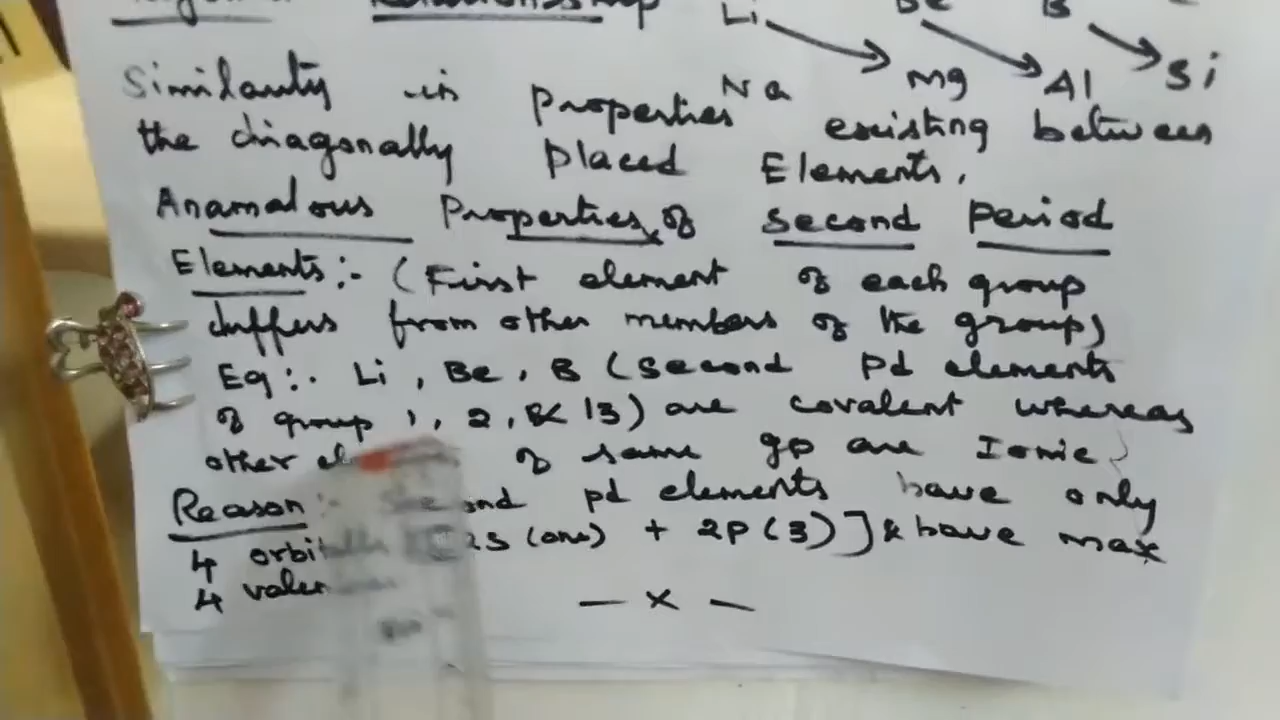 Relationship Li Be B
Na Mg Al Si
Similarity in Properties existing between
the diagonally placed Elements.
Anamalous Properties of Second Period
Elements:- (First element of each group
differs from other members of the group)
Eg:. Li, Be, B (Second Pd elements
of group 1, 2, & 13) are covalent whereas
other of same gp are Ionic
Reason:- Second pd elements have only
4 2s (one) + 2p (3)] & have max
4
— x —